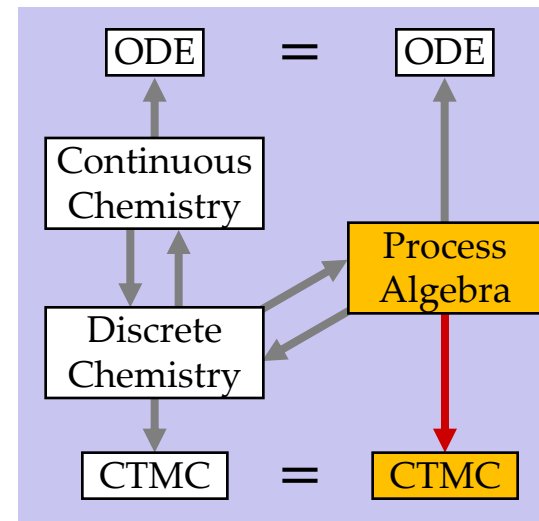 ODE = ODE
Continuous
Chemistry
Process
Algebra
Discrete
Chemistry
CTMC = CTMC